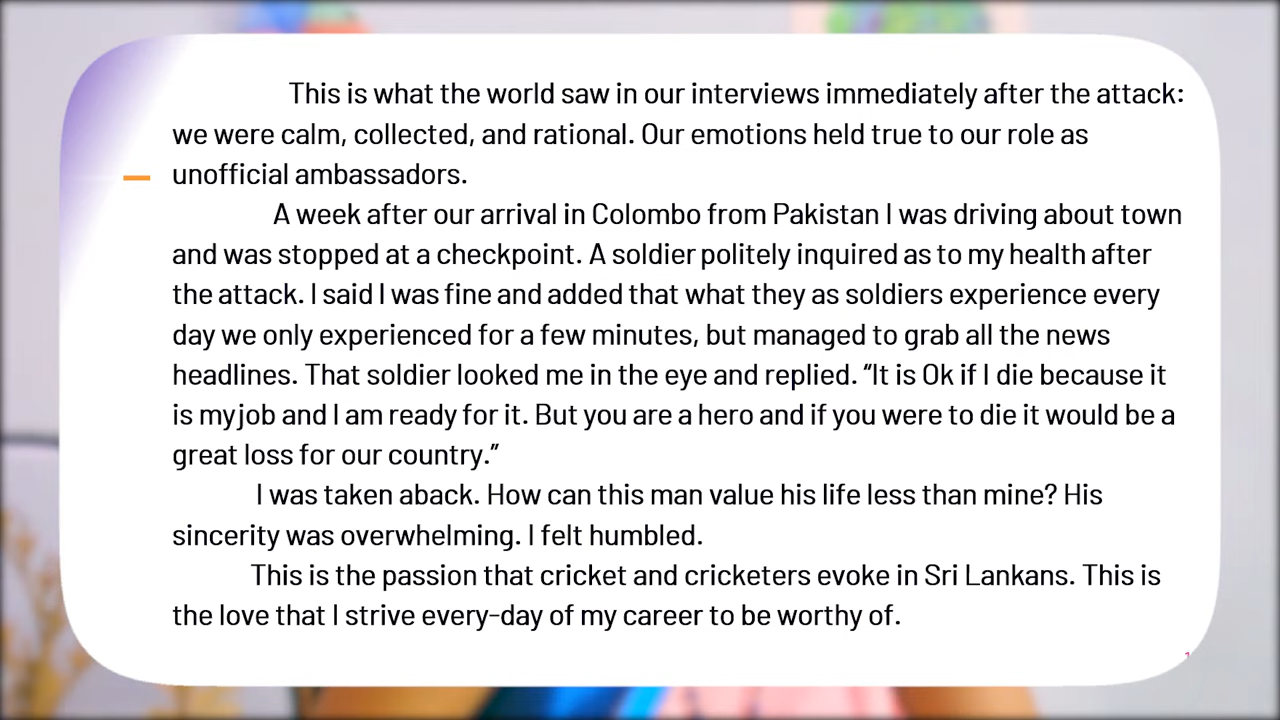 This is what the world saw in our interviews immediately after the attack:
we were calm, collected, and rational. Our emotions held true to our role as
unofficial ambassadors.
A week after our arrival in Colombo from Pakistan I was driving about town
and was stopped at a checkpoint. A soldier politely inquired as to my health after
the attack. I said I was fine and added that what they as soldiers experience every
day we only experienced for a few minutes, but managed to grab all the news
headlines. That soldier looked me in the eye and replied. “It is Ok if I die because it
is my job and I am ready for it. But you are a hero and if you were to die it would be a
great loss for our country.”
I was taken aback. How can this man value his life less than mine? His
sincerity was overwhelming. I felt humbled.
This is the passion that cricket and cricketers evoke in Sri Lankans. This is
the love that I strive every-day of my career to be worthy of.